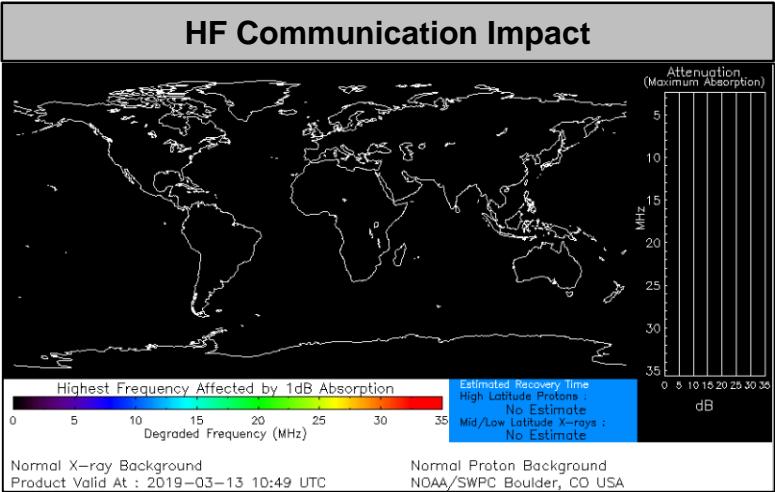 HF Communication Impact
Attenuation
(Maximum Absorption)
5
10
15
20
25
30
35
MHz
0 5 10 15 20 25 30 35
dB
Highest Frequency Affected by 1dB Absorption
0 5 10 15 20 25 30 35
Degraded Frequency (MHz)
Estimated Recovery Time
High Latitude Protons :
No Estimate
Mid/Low Latitude X-rays :
No Estimate
Normal X-ray Background
Product Valid At : 2019-03-13 10:49 UTC
Normal Proton Background
NOAA/SWPC Boulder, CO USA